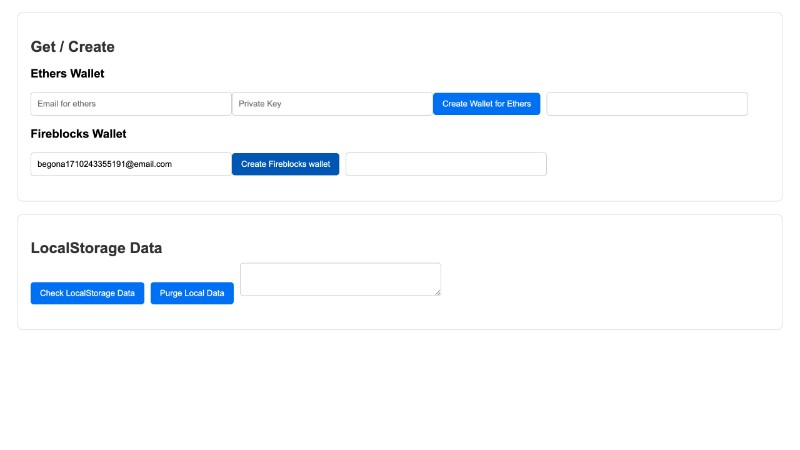 Get / Create
Ethers Wallet
Email for ethers Private Key Create Wallet for Ethers
Fireblocks Wallet
begona1710243355191@email.com Create Fireblocks wallet
LocalStorage Data
Check LocalStorage Data Purge Local Data